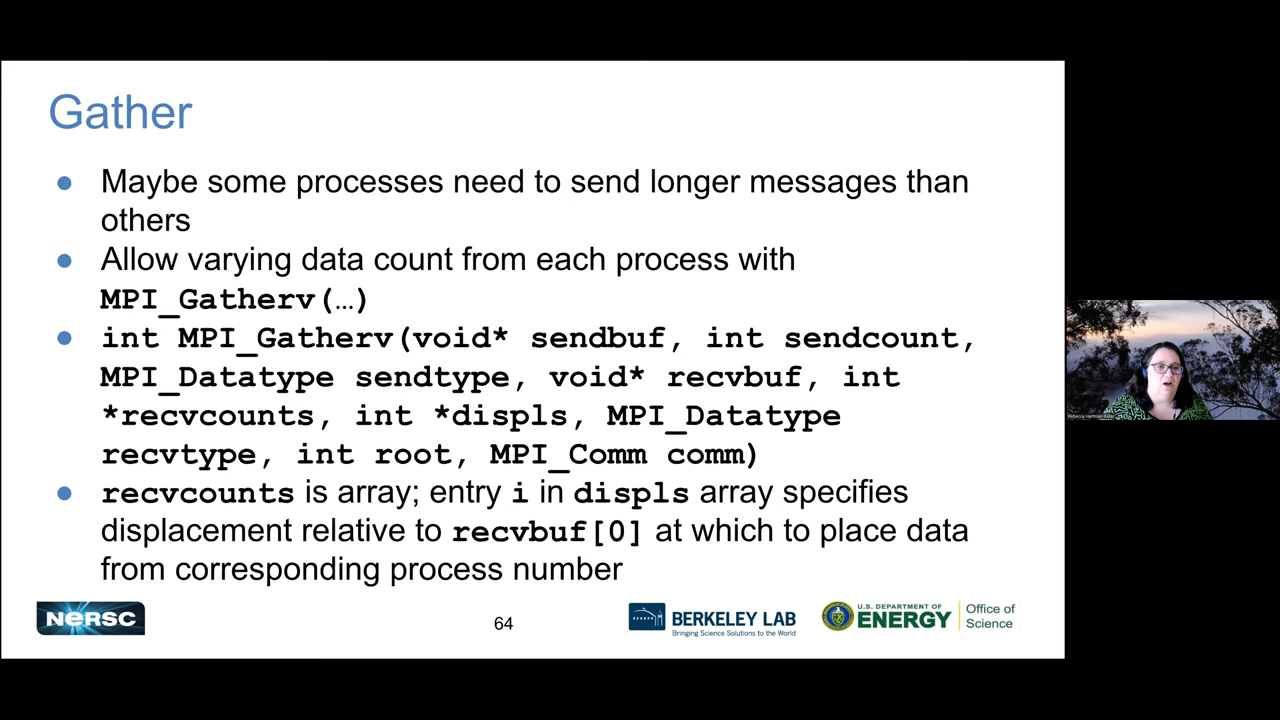 Gather
● Maybe some processes need to send longer messages than
others
● Allow varying data count from each process with
MPI_Gatherv(…)
● int MPI_Gatherv(void* sendbuf, int sendcount,
MPI_Datatype sendtype, void* recvbuf, int
*recvcounts, int *displs, MPI_Datatype
recvtype, int root, MPI_Comm comm)
● recvcounts is array; entry i in displs array specifies
displacement relative to recvbuf[0] at which to place data
from corresponding process number
NERSC
64
BERKELEY LAB
Bringing Science Solutions to the World
U.S. DEPARTMENT OF
ENERGY
Office of
Science